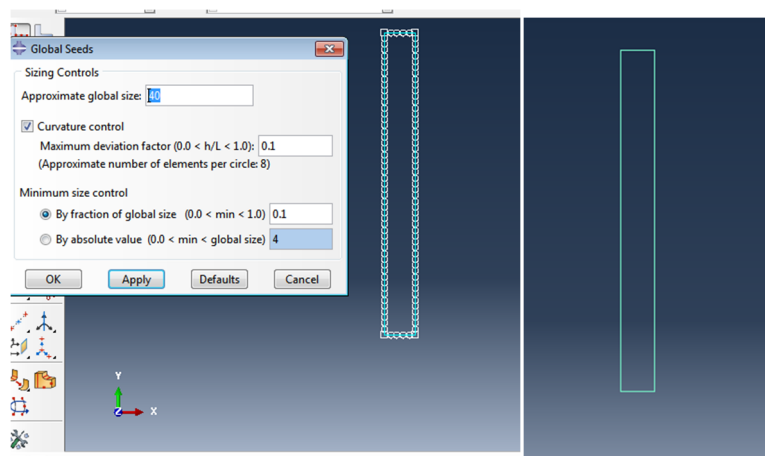 Global Seeds
Sizing Controls
Approximate global size: 40
Curvature control
Maximum deviation factor (0.0 < h/L < 1.0): 0.1
(Approximate number of elements per circle: 8)
Minimum size control
By fraction of global size (0.0 < min < 1.0) 0.1
By absolute value (0.0 < min < global size) 4
OK Apply Defaults Cancel
Y
Z X